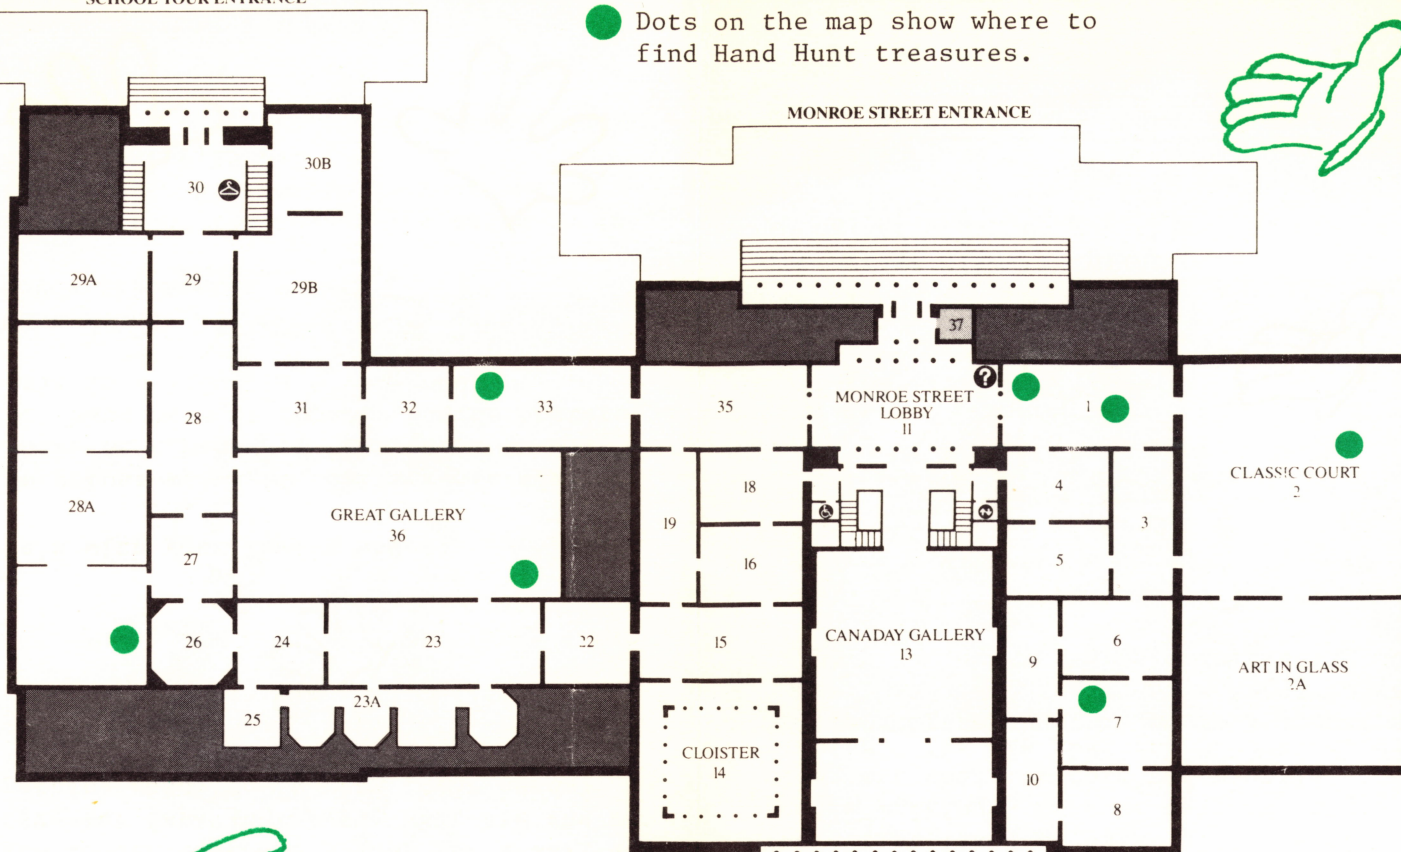 SCHOOL TOUR ENTRANCE
Dots on the map show where to
find Hand Hunt treasures.
MONROE STREET ENTRANCE
30B
30
29A
29
29B
37
31
32
33
35
MONROE STREET
LOBBY
11
1
28
CLASSIC COURT
2
28A
GREAT GALLERY
36
19
18
16
4
3
5
27
26
24
23
22
15
CANADAY GALLERY
13
9
6
ART IN GLASS
2A
25
23A
7
CLOISTER
14
10
8